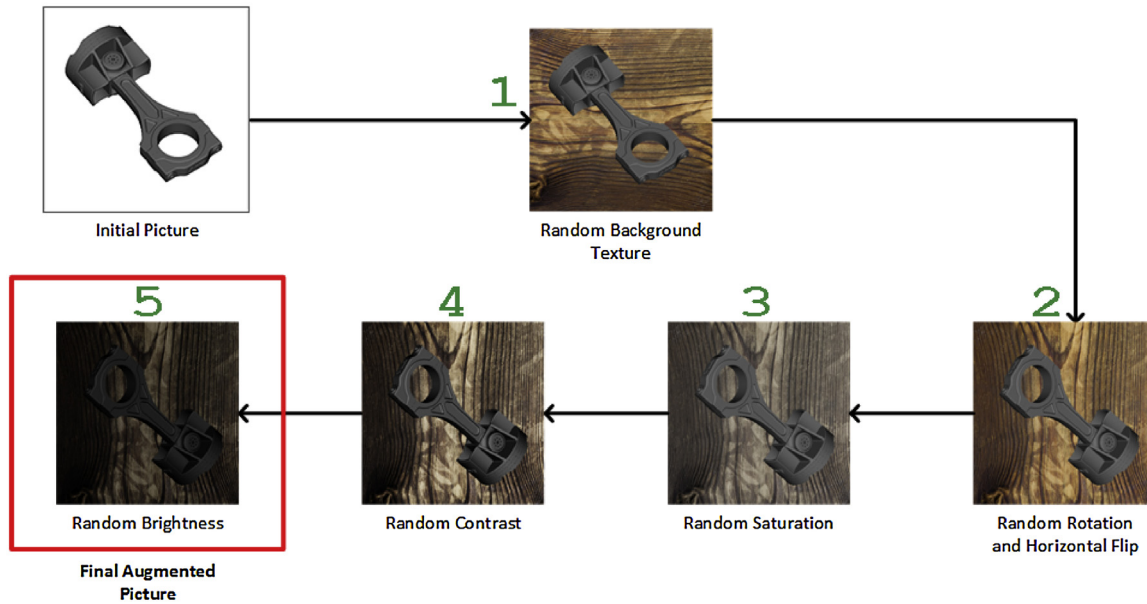 1
Initial Picture
Random Background
Texture
5
4
3
2
Random Brightness
Random Contrast
Random Saturation
Random Rotation
and Horizontal Flip
Final Augmented
Picture